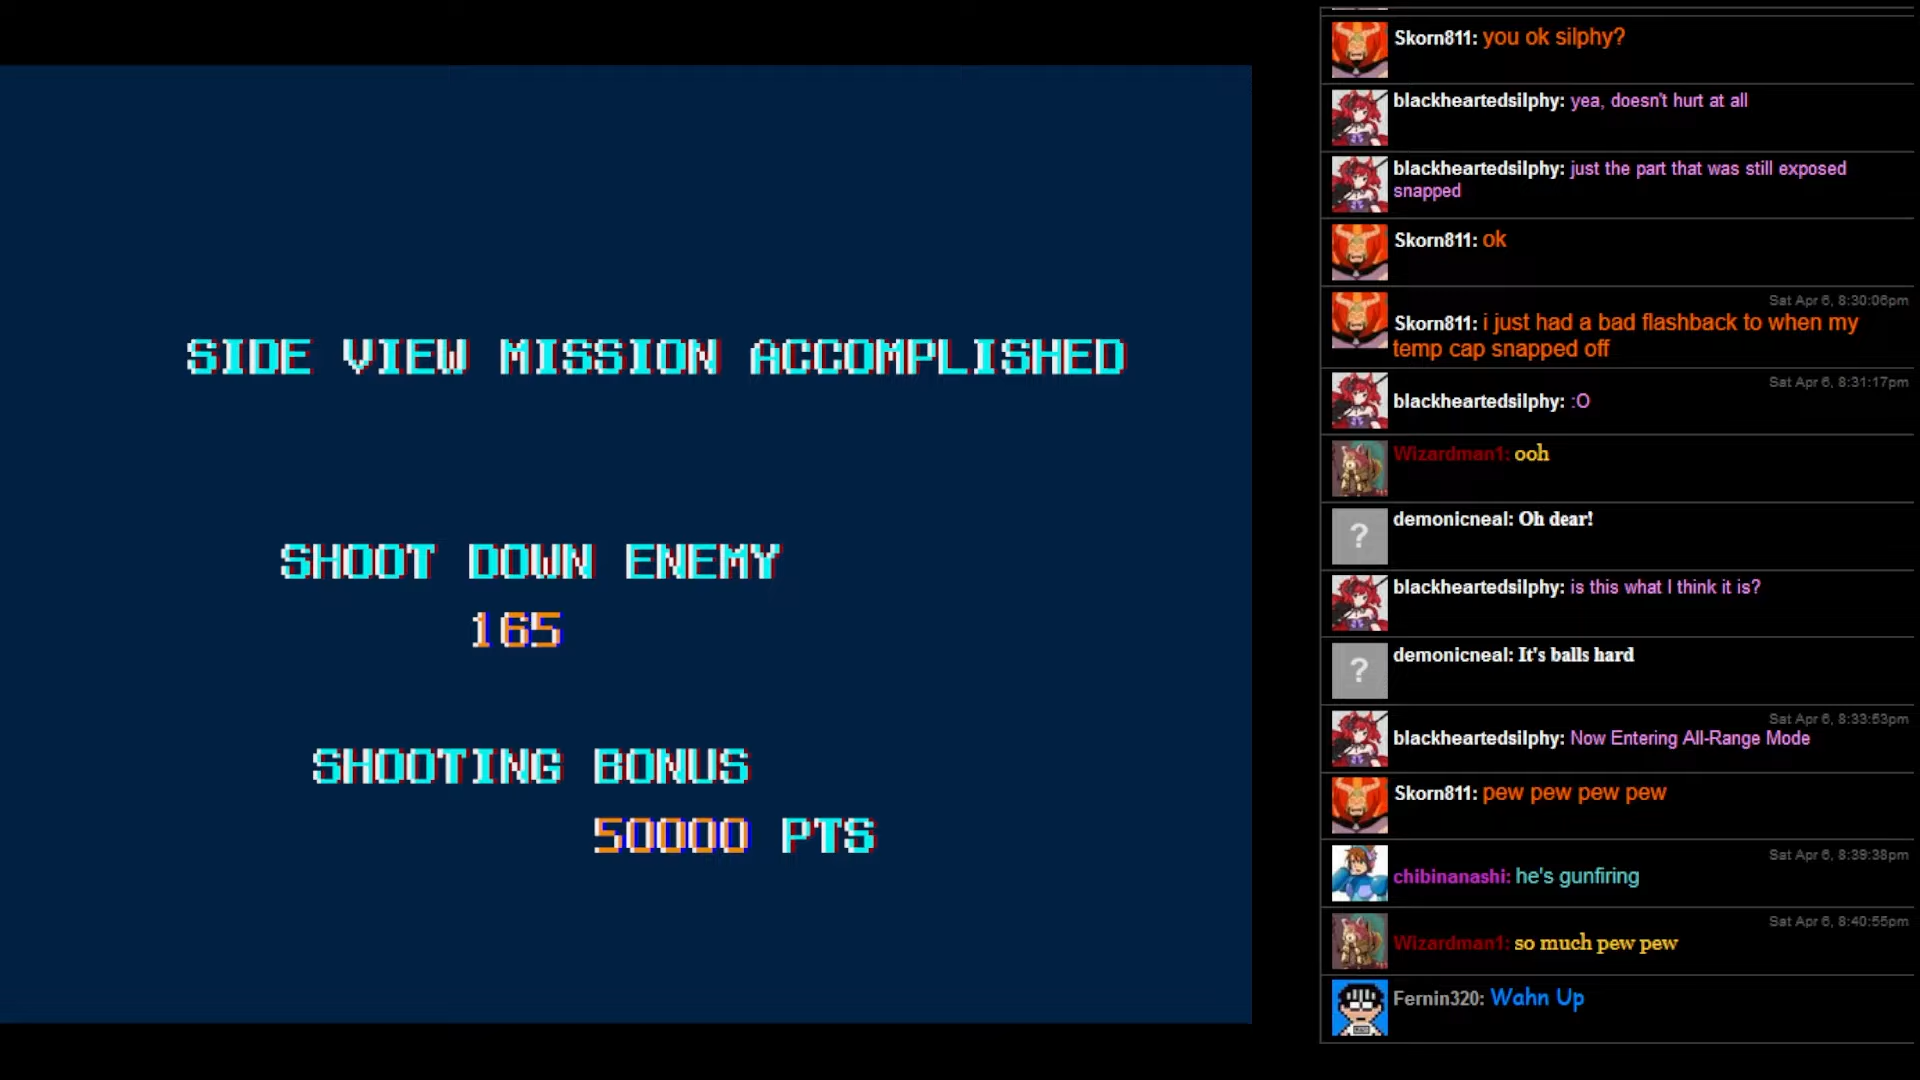 SIDE VIEW MISSION ACCOMPLISHED
SHOOT DOWN ENEMY
165
SHOOTING BONUS
50000 PTS
Skorn811: you ok silphy?
blackheartedsilphy: yea, doesn't hurt at all
blackheartedsilphy: just the part that was still exposed
snapped
Skorn811: ok
Sat Apr 6, 8:30:06pm
Skorn811: i just had a bad flashback to when my
temp cap snapped off
Sat Apr 6, 8:31:17pm
blackheartedsilphy: :O
Wizardman1: ooh
?
demonicneal: Oh dear!
blackheartedsilphy: is this what I think it is?
?
demonicneal: It's balls hard
Sat Apr 6, 8:33:53pm
blackheartedsilphy: Now Entering All-Range Mode
Skorn811: pew pew pew pew
Sat Apr 6, 8:39:38pm
chibinanashi: he's gunfiring
Sat Apr 6, 8:40:55pm
Wizardman1: so much pew pew
Fernin320: Wahn Up